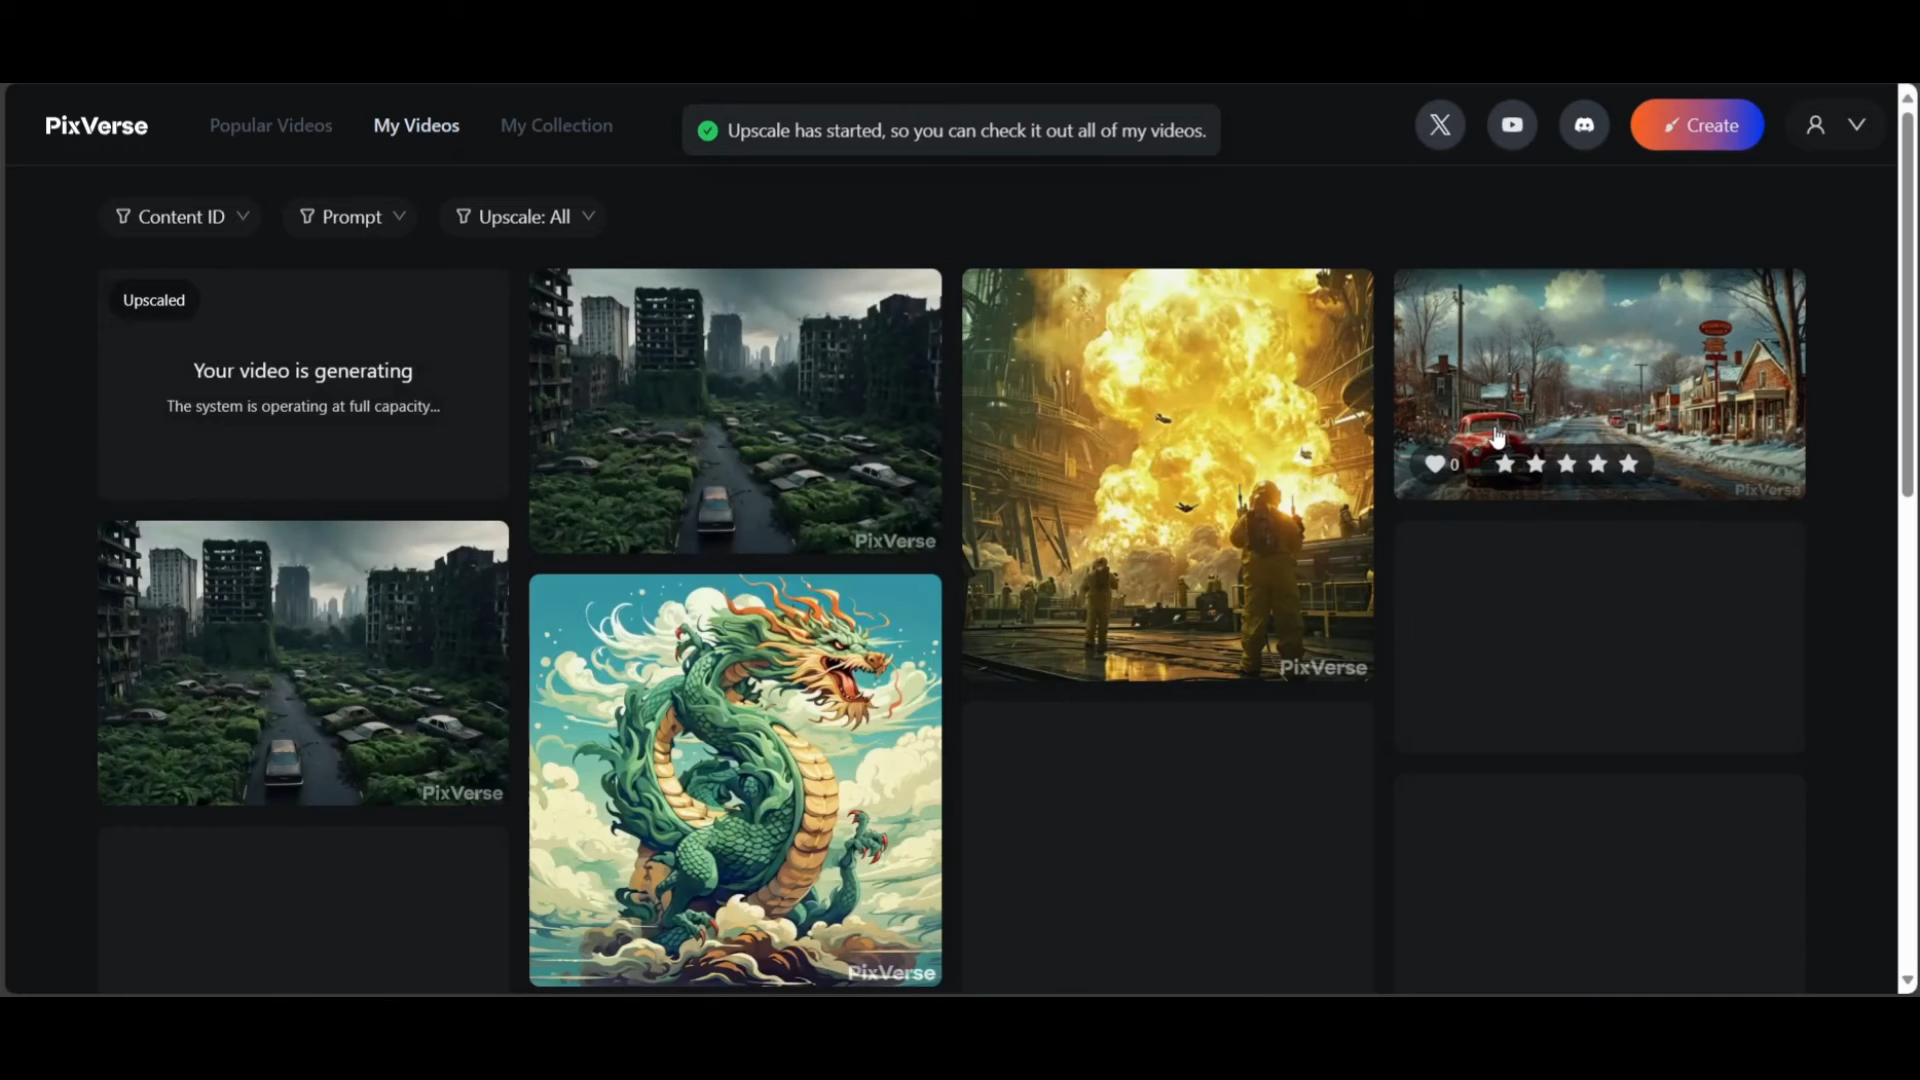 PixVerse
Popular Videos
My Videos
My Collection
Upscale has started, so you can check it out all of my videos.
Create
Content ID
Prompt
Upscale: All
Upscaled
Your video is generating
The system is operating at full capacity...
PixVerse
PixVerse
0
PixVerse
PixVerse
PixVerse